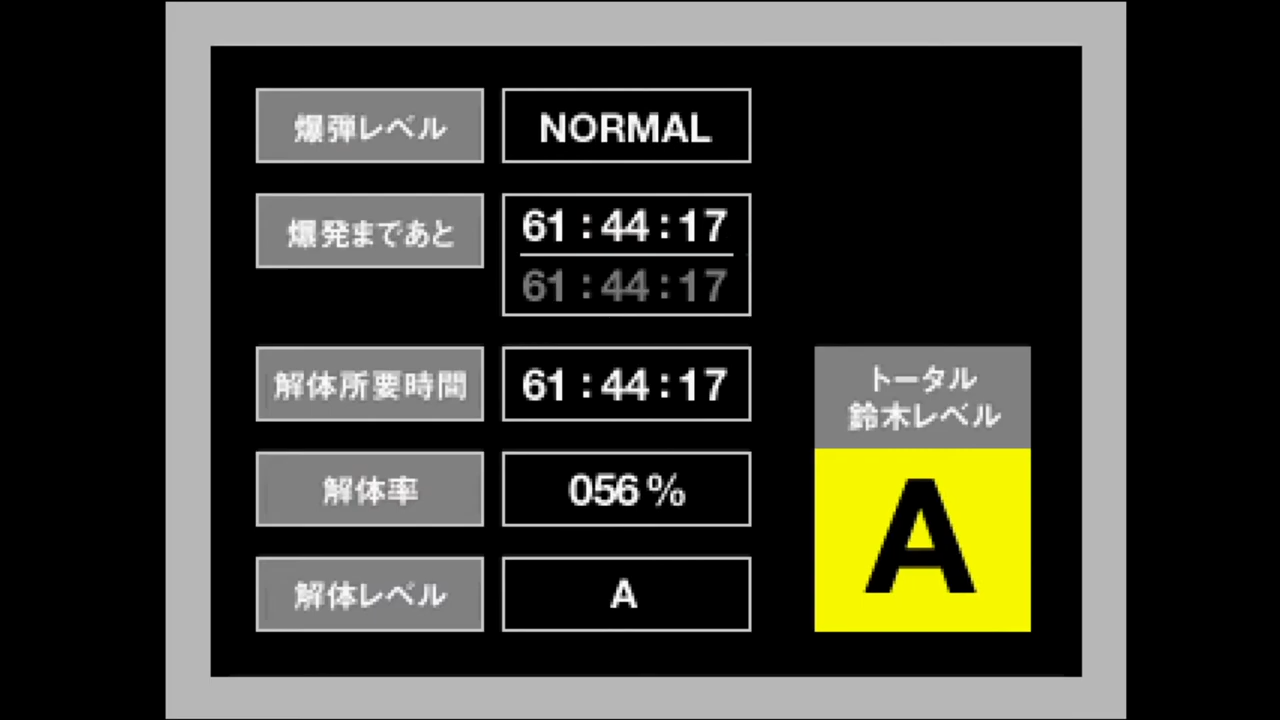 爆弾レベル
NORMAL
爆発まであと
61:44:17
61:44:17
解体所要時間
61:44:17
解体率
056%
解体レベル
A
トータル
鈴木レベル
A